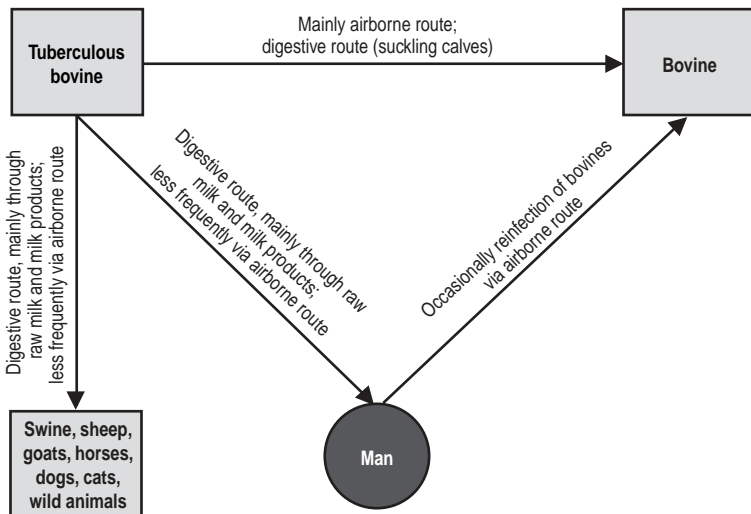 Mainly airborne route;
digestive route (suckling calves)
Tuberculous
bovine
Bovine
Digestive route, mainly through
raw milk and milk products;
less frequently via airborne route
Digestive route, mainly through raw
milk and milk products;
less frequently via airborne route
Occasionally reinfection of bovines
via airborne route
Swine, sheep,
goats, horses,
dogs, cats,
wild animals
Man